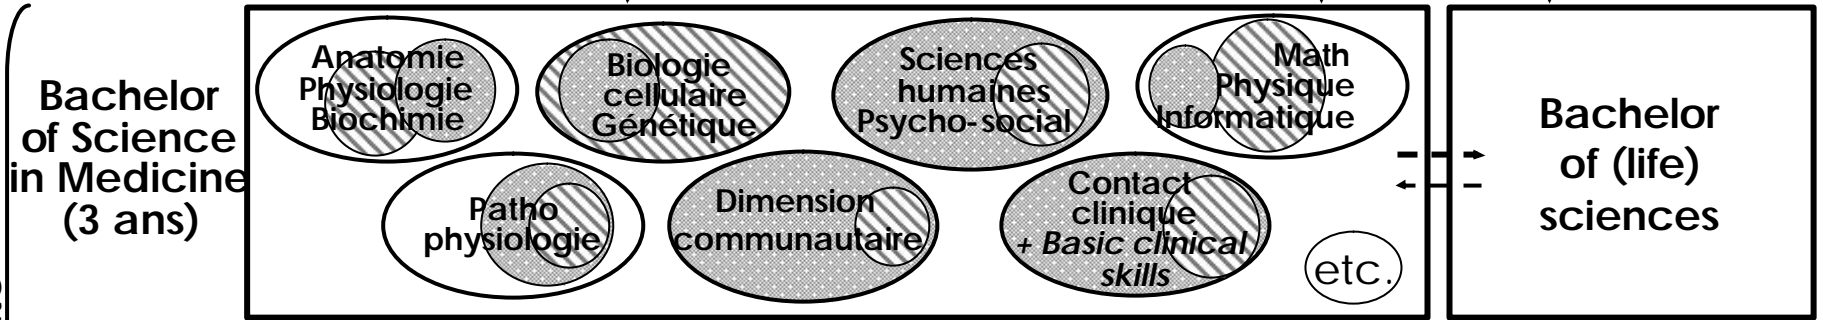 Bachelor
of Science
in Medicine
(3 ans)
Anatomie
Physiologie
Biochimie
Biologie
cellulaire
Génétique
Sciences
humaines
Psycho-social
Math
Physique
Informatique
Patho
physiologie
Dimension
communautaire
Contact
clinique
+ Basic clinical
skills
etc.
Bachelor
of (life)
sciences